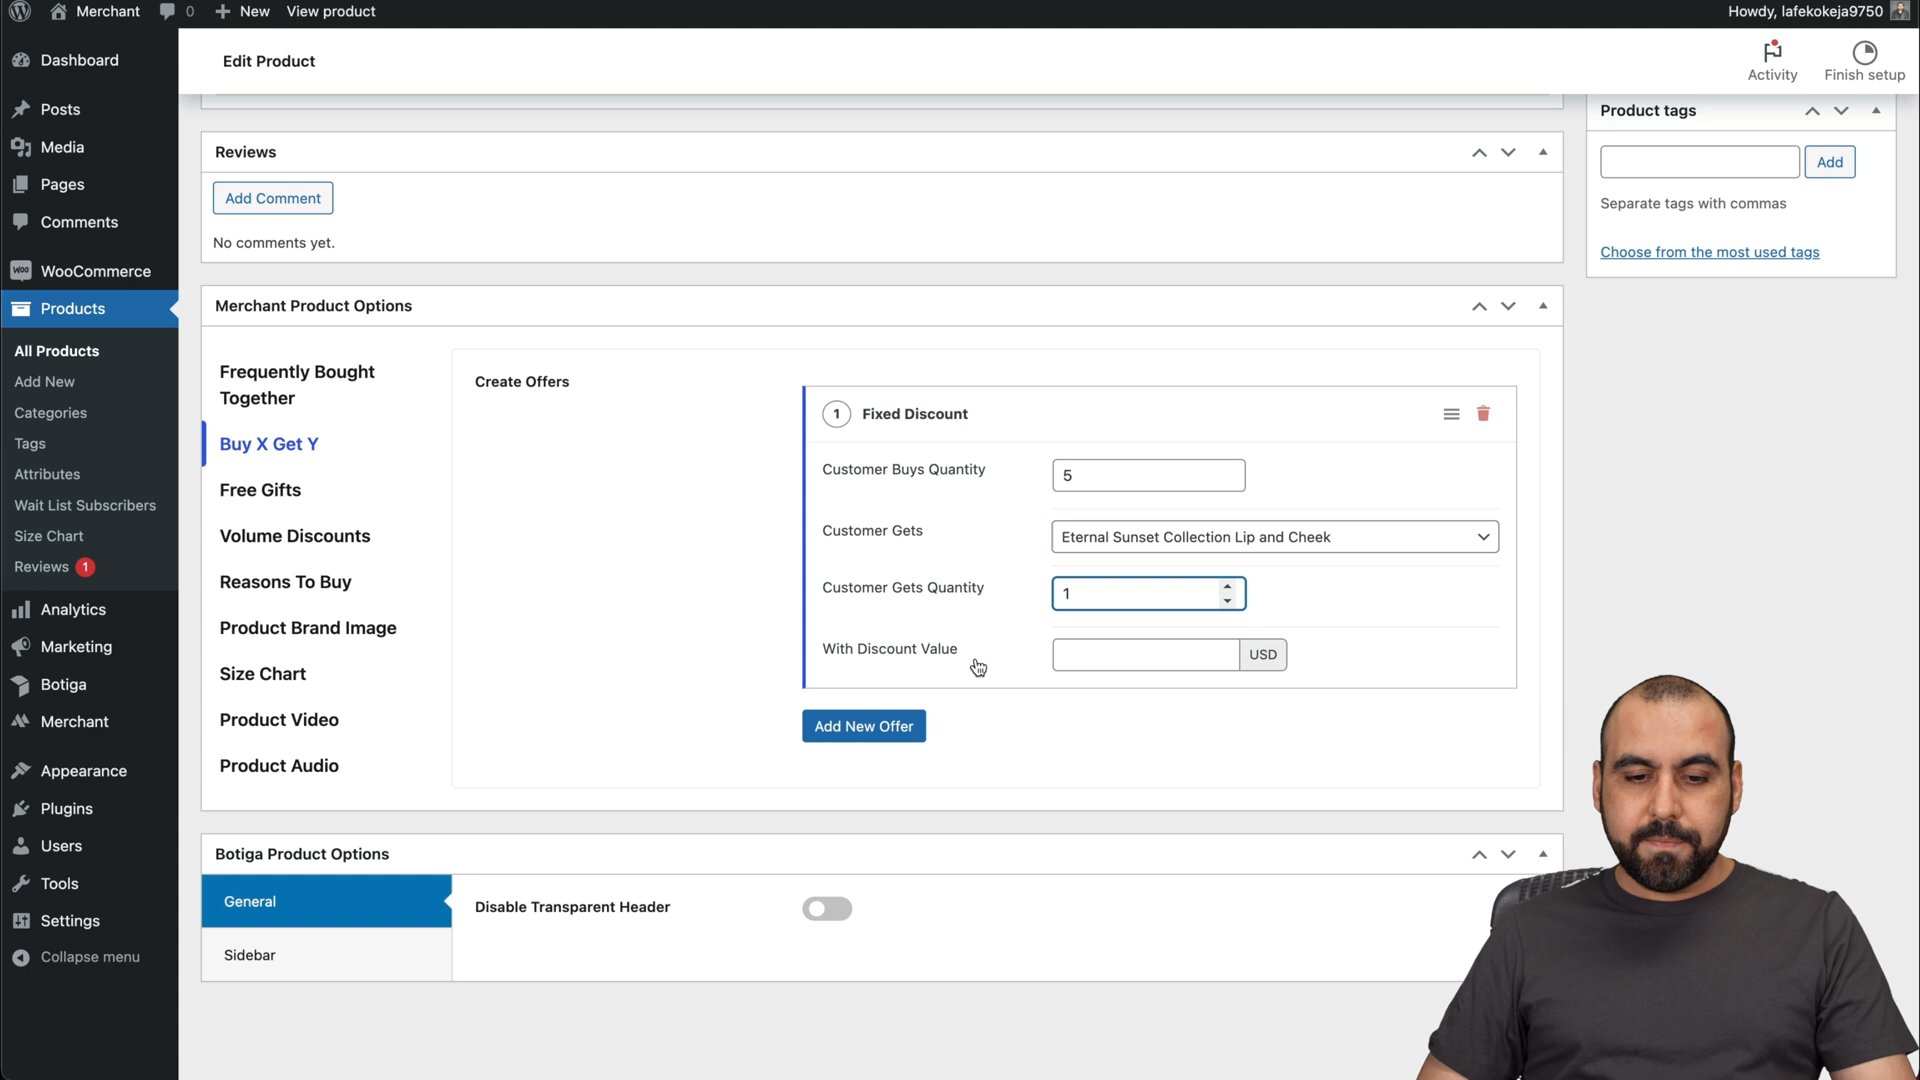 Merchant
0
New
View product
Howdy, lafekokeja9750
Dashboard
Posts
Media
Pages
Comments
WooCommerce
Products
All Products
Add New
Categories
Tags
Attributes
Wait List Subscribers
Size Chart
Reviews 1
Analytics
Marketing
Botiga
Merchant
Appearance
Plugins
Users
Tools
Settings
Collapse menu
Edit Product
Activity
Finish setup
Reviews
Add Comment
No comments yet.
Merchant Product Options
Frequently Bought
Together
Buy X Get Y
Free Gifts
Volume Discounts
Reasons To Buy
Product Brand Image
Size Chart
Product Video
Product Audio
Create Offers
1 Fixed Discount
Customer Buys Quantity
5
Customer Gets
Eternal Sunset Collection Lip and Cheek
Customer Gets Quantity
1
With Discount Value
USD
Add New Offer
Botiga Product Options
General
Sidebar
Disable Transparent Header
Product tags
Add
Separate tags with commas
Choose from the most used tags